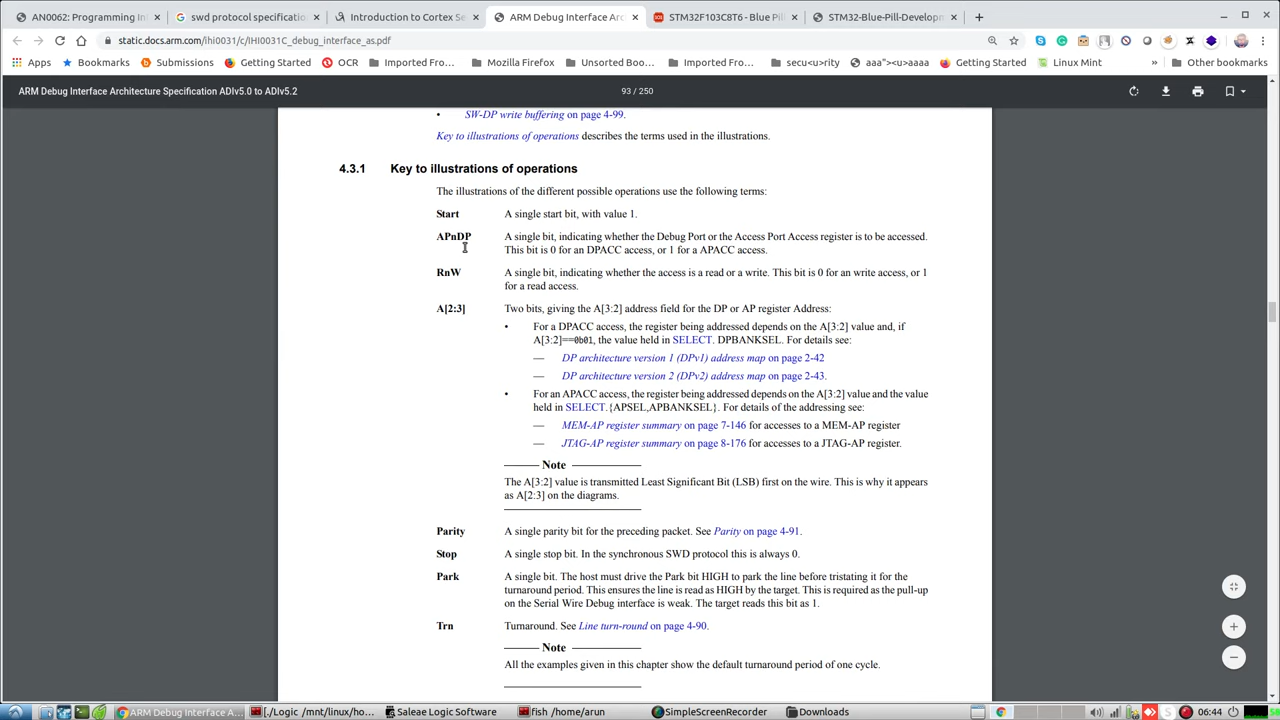 AN0062: Programming In
swd protocol specificatio
Introduction to Cortex Se
ARM Debug Interface Arc
STM32F103C8T6 - Blue Pill
STM32-Blue-Pill-Developm
static.docs.arm.com/ihi0031/c/IHI0031C_debug_interface_as.pdf
Apps
Bookmarks
Submissions
OCR
Imported Fro...
Mozilla Firefox
Unsorted Boo...
Imported Fro...
secu<u>rity
aaa"><u>aaaa
Getting Started
Linux Mint
Other bookmarks
ARM Debug Interface Architecture Specification ADIv5.0 to ADIv5.2
93 / 250
• SW-DP write buffering on page 4-99.
Key to illustrations of operations describes the terms used in the illustrations.
4.3.1 Key to illustrations of operations
The illustrations of the different possible operations use the following terms:
Start A single start bit, with value 1.
APnDP A single bit, indicating whether the Debug Port or the Access Port Access register is to be accessed.
This bit is 0 for an DPACC access, or 1 for a APACC access.
RnW A single bit, indicating whether the access is a read or a write. This bit is 0 for an write access, or 1
for a read access.
A[2:3] Two bits, giving the A[3:2] address field for the DP or AP register Address:
• For a DPACC access, the register being addressed depends on the A[3:2] value and, if
A[3:2]==0b01, the value held in SELECT. DPBANKSEL. For details see:
— DP architecture version 1 (DPv1) address map on page 2-42
— DP architecture version 2 (DPv2) address map on page 2-43.
• For an APACC access, the register being addressed depends on the A[3:2] value and the value
held in SELECT.{APSEL,APBANKSEL}. For details of the addressing see:
— MEM-AP register summary on page 7-146 for accesses to a MEM-AP register
— JTAG-AP register summary on page 8-176 for accesses to a JTAG-AP register.
Note
The A[3:2] value is transmitted Least Significant Bit (LSB) first on the wire. This is why it appears
as A[2:3] on the diagrams.
Parity A single parity bit for the preceding packet. See Parity on page 4-91.
Stop A single stop bit. In the synchronous SWD protocol this is always 0.
Park A single bit. The host must drive the Park bit HIGH to park the line before tristating it for the
turnaround period. This ensures the line is read as HIGH by the target. This is required as the pull-up
on the Serial Wire Debug interface is weak. The target reads this bit as 1.
Trn Turnaround. See Line turn-round on page 4-90.
Note
All the examples given in this chapter show the default turnaround period of one cycle.
ARM Debug Interface A
[./Logic /mnt/linux/ho...
Saleae Logic Software
fish /home/arun
SimpleScreenRecorder
Downloads
06:44